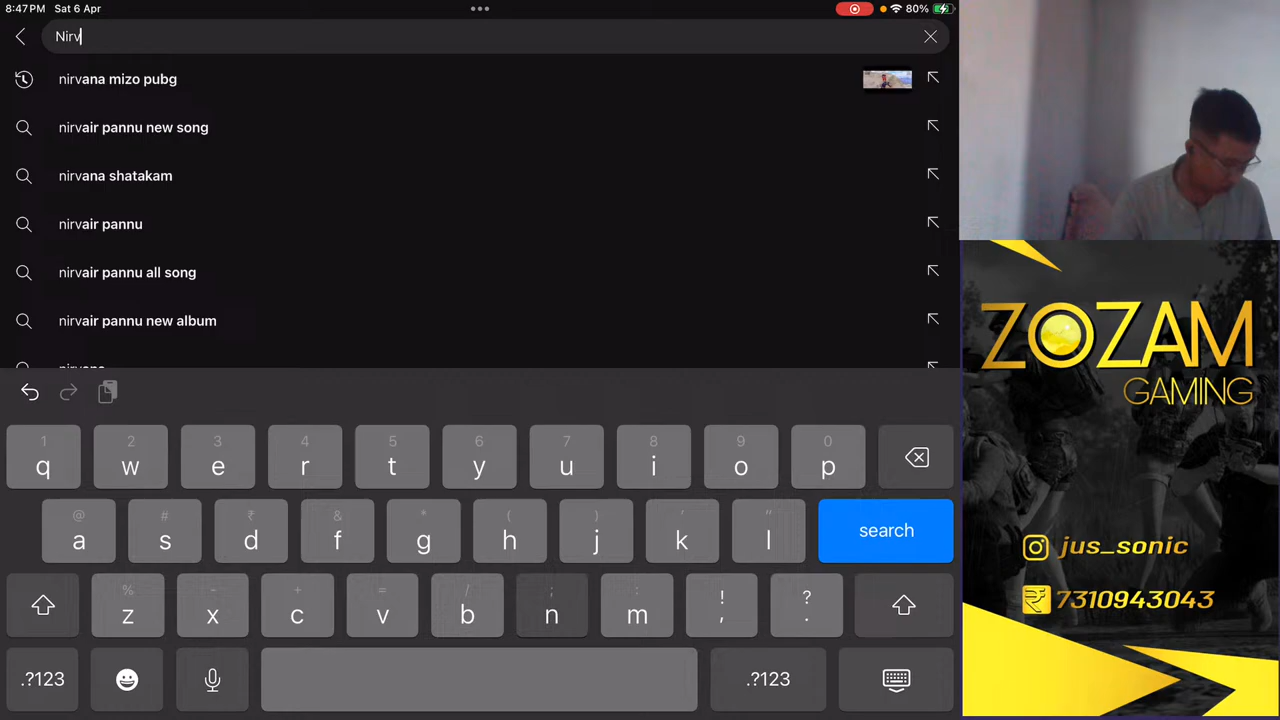 8:47 PM Sat 6 Apr
80%
Nirv
nirvana mizo pubg
nirvair pannu new song
nirvana shatakam
nirvair pannu
nirvair pannu all song
nirvair pannu new album
1 2 3 4 5 6 7 8 9 0
q w e r t y u i o p
@ # ₹ & * ( ) ' "
a s d f g h j k l search
% - + = / ; : ! ?
z x c v b n m , .
.?123 .?123
ZOZAM
GAMING
jus_sonic
₹ 7310943043